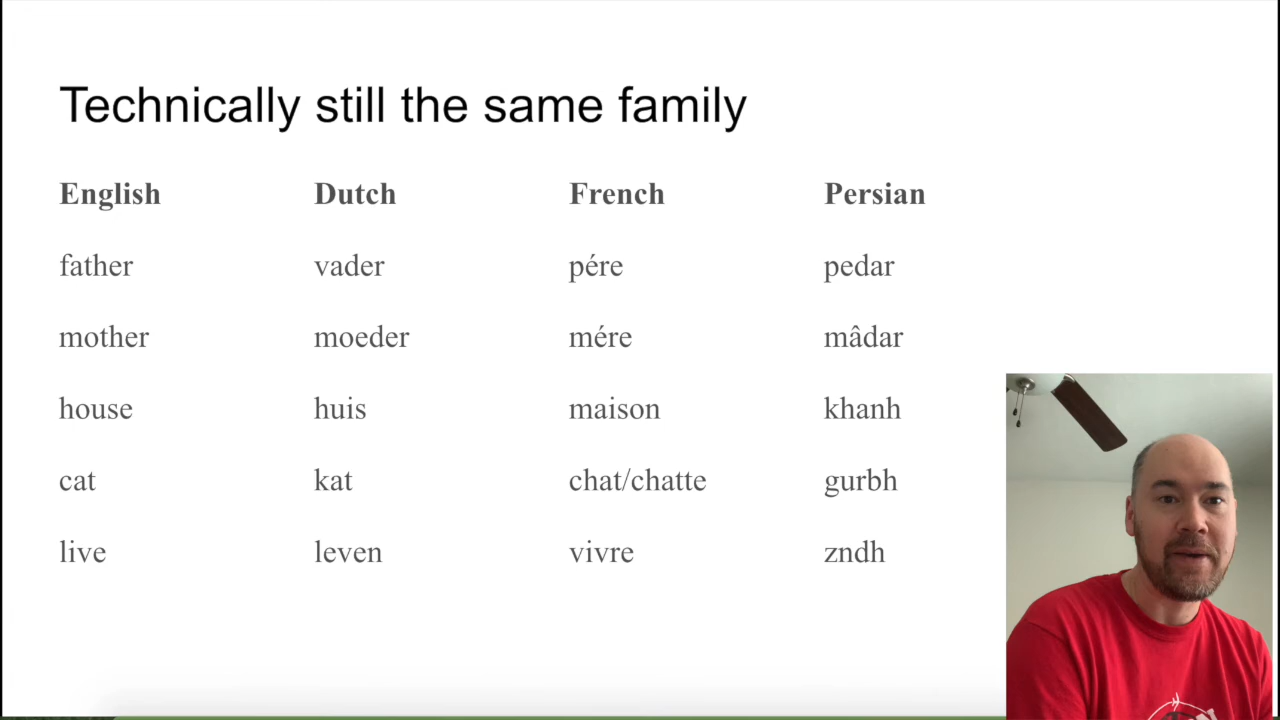 Technically still the same family
English Dutch French Persian
father vader pére pedar
mother moeder mére mâdar
house huis maison khanh
cat kat chat/chatte gurbh
live leven vivre zndh